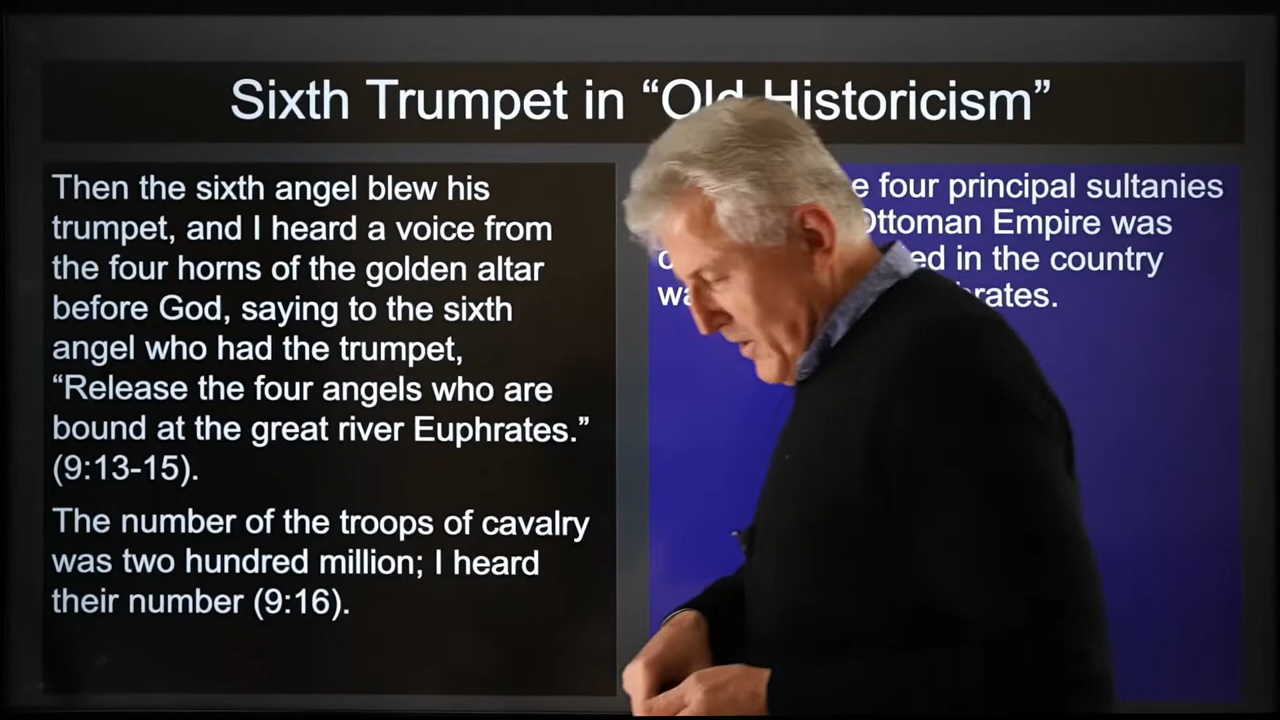 Sixth Trumpet in “Old Historicism”
Then the sixth angel blew his
trumpet, and I heard a voice from
the four horns of the golden altar
before God, saying to the sixth
angel who had the trumpet,
“Release the four angels who are
bound at the great river Euphrates.”
(9:13-15).
The number of the troops of cavalry
was two hundred million; I heard
their number (9:16).
four principal sultanies
Ottoman Empire was
in the country